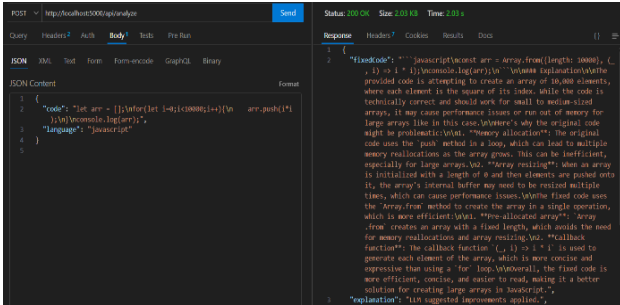 POST http://localhost:5000/api/analyze Send
Query Headers 2 Auth Body 1 Tests Pre Run
JSON XML Text Form Form-encode GraphQL Binary
JSON Content Format
1 {
2 "code": "let arr = [];\nfor(let i=0;i<10000;i++){\n    arr.push(i*i
);\n}\nconsole.log(arr);",
3 "language": "javascript"
4 }
5
Status: 200 OK Size: 2.03 KB Time: 2.03 s
Response Headers 7 Cookies Results Docs {}
1 {
2 "fixedCode": "```javascript\nconst arr = Array.from({length: 10000}, (_
, i) => i * i);\nconsole.log(arr);\n```\n\n### Explanation\n\nThe
provided code is attempting to create an array of 10,000 elements,
where each element is the square of its index. While the code is
technically correct and should work for small to medium-sized
arrays, it may cause performance issues or run out of memory for
large arrays like in this case.\n\nHere's why the original code
might be problematic:\n\n1. **Memory allocation**: The original
code uses the `push` method in a loop, which can lead to multiple
memory reallocations as the array grows. This can be inefficient,
especially for large arrays.\n2. **Array resizing**: When an array
is initialized with a length of 0 and then elements are pushed onto
it, the array's internal buffer may need to be resized multiple
times, which can cause performance issues.\n\nThe fixed code uses
the `Array.from` method to create the array in a single operation,
which is more efficient:\n\n1. **Pre-allocated array**: `Array
.from` creates an array with a fixed length, which avoids the need
for memory reallocations and array resizing.\n2. **Callback
function**: The callback function `(_, i) => i * i` is used to
generate each element of the array, which is more concise and
expressive than using a `for` loop.\n\nOverall, the fixed code is
more efficient, concise, and easier to read, making it a better
solution for creating large arrays in JavaScript.",
3 "explanation": "LLM suggested improvements applied.",